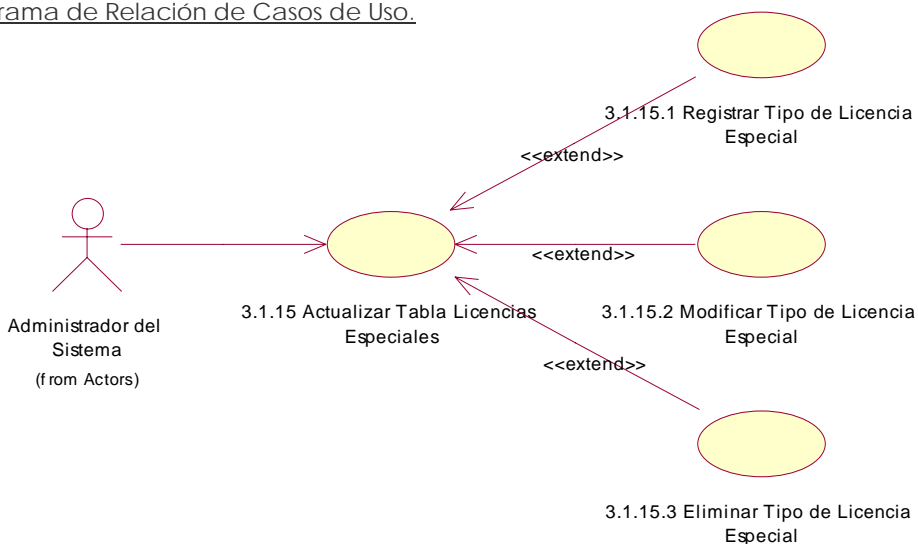 rama de Relación de Casos de Uso.
3.1.15.1 Registrar Tipo de Licencia
Especial
<<extend>>
<<extend>>
3.1.15 Actualizar Tabla Licencias
Especiales
3.1.15.2 Modificar Tipo de Licencia
Especial
Administrador del
Sistema
(from Actors)
<<extend>>
3.1.15.3 Eliminar Tipo de Licencia
Especial